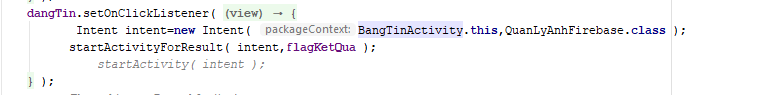 dangTin.setOnClickListener( (view) → {
Intent intent=new Intent( packageContext: BangTinActivity.this,QuanLyAnhFirebase.class );
startActivityForResult( intent,flagKetQua );
startActivity( intent );
} );